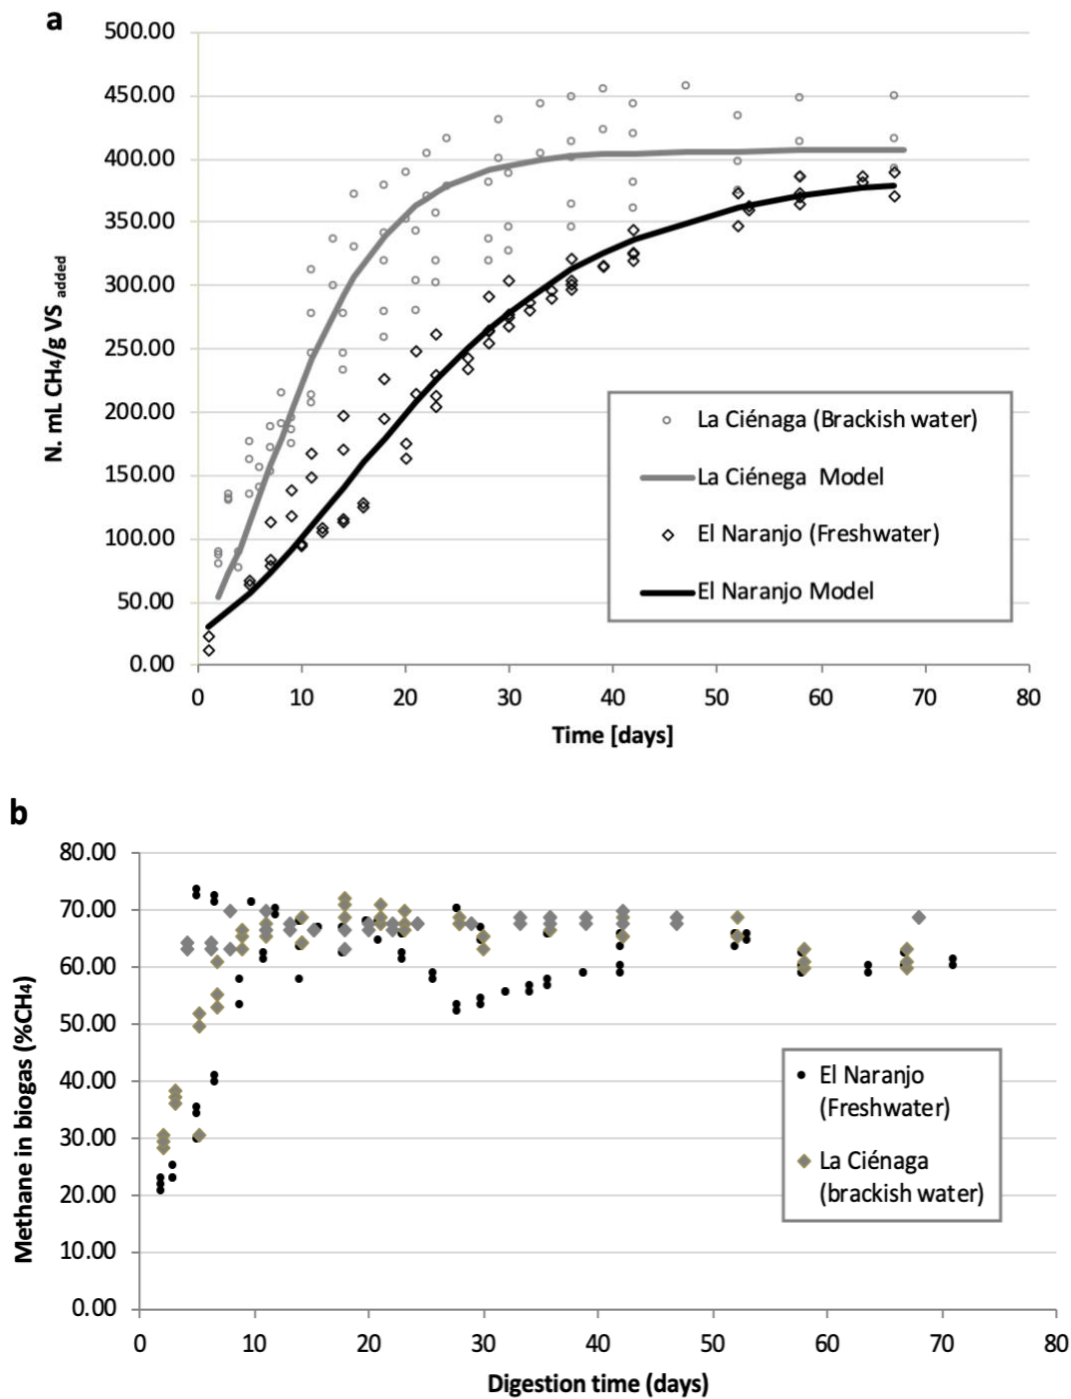 a
500.00
450.00
400.00
350.00
300.00
250.00
200.00
150.00
100.00
50.00
0.00
N. mL CH4/g VS added
0 10 20 30 40 50 60 70 80
Time [days]
La Ciénaga (Brackish water)
La Ciénega Model
El Naranjo (Freshwater)
El Naranjo Model
b
80.00
70.00
60.00
50.00
40.00
30.00
20.00
10.00
0.00
Methane in biogas (%CH4)
0 10 20 30 40 50 60 70 80
Digestion time (days)
El Naranjo
(Freshwater)
La Ciénaga
(brackish water)